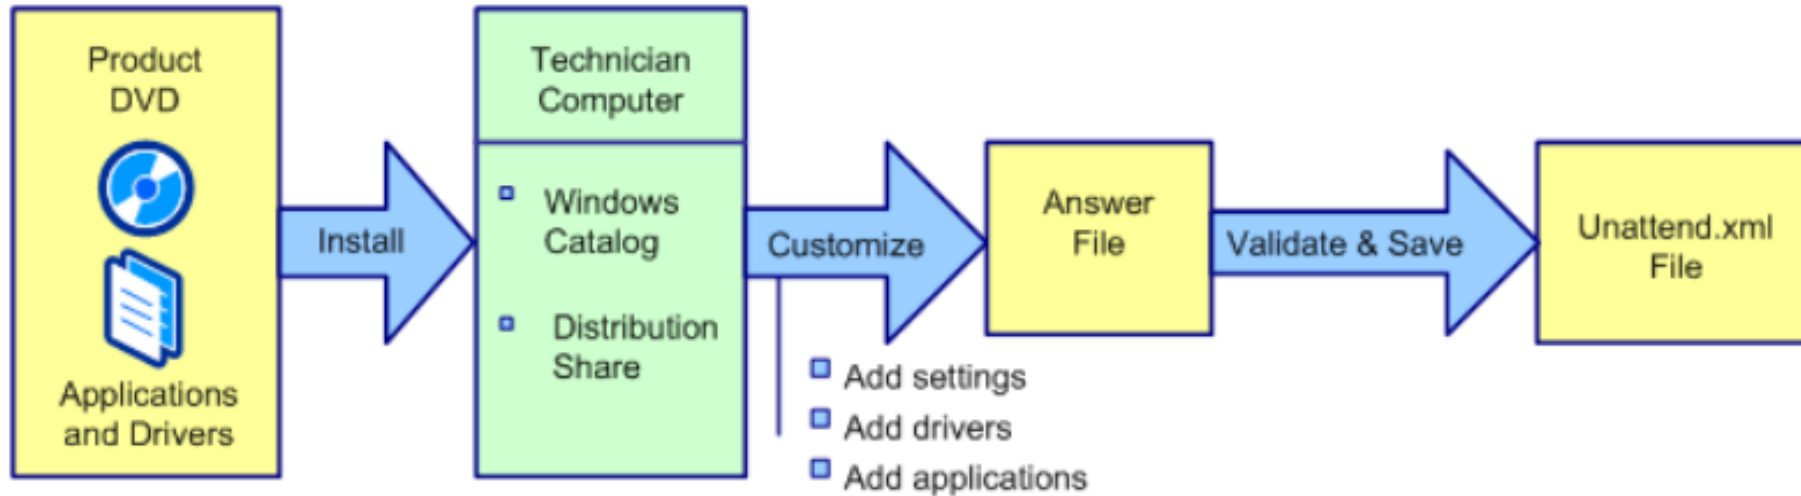 Product
DVD
Applications
and Drivers
Install
Technician
Computer
Windows
Catalog
Distribution
Share
Customize
Add settings
Add drivers
Add applications
Answer
File
Validate & Save
Unattend.xml
File